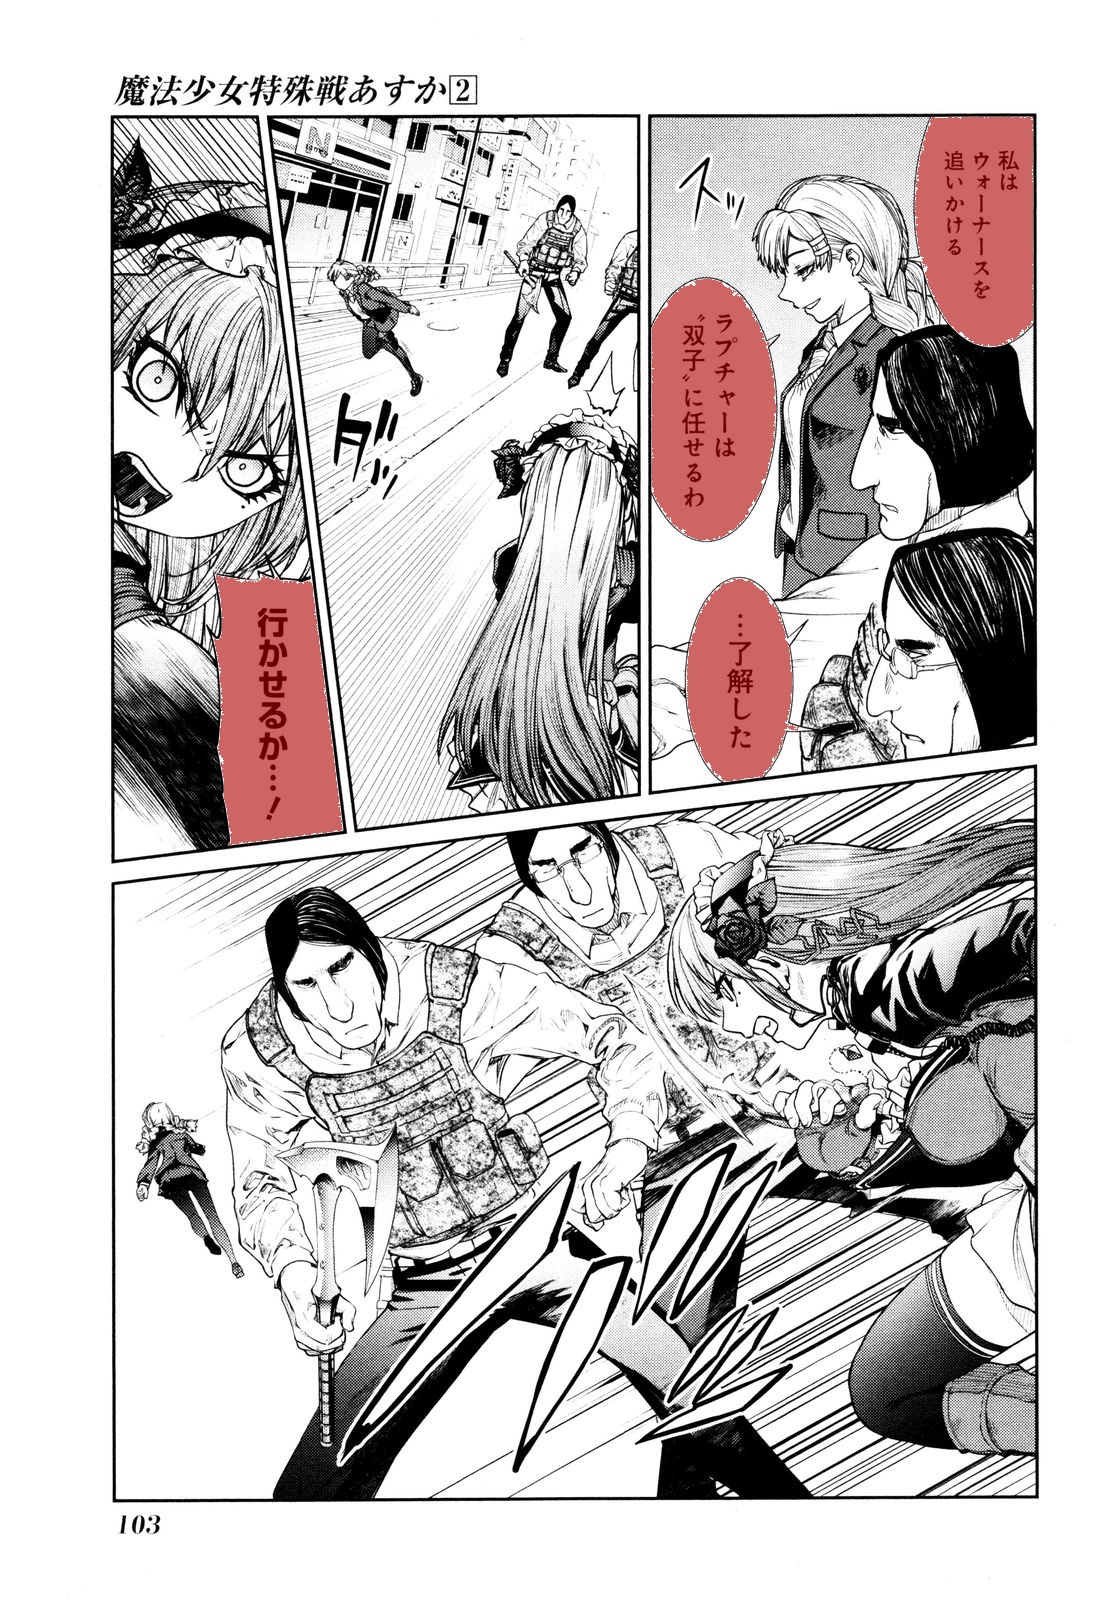 魔法少女特殊戦あすか2
私は
ウォーナースを
追いかける
ラプチャーは
〝双子〟に任せるわ
…了解した
スッ
ダッ
行かせるか…！
103